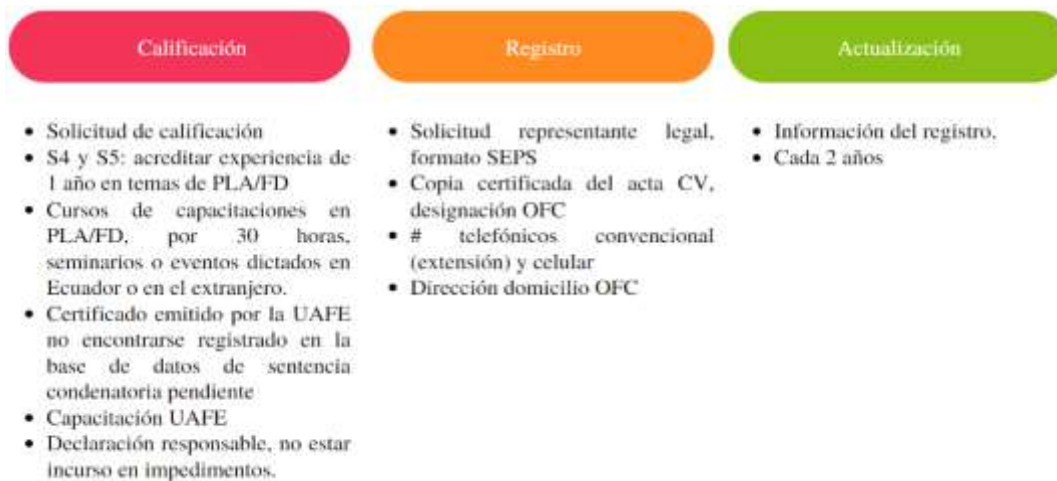 Calificación
Registro
Actualización
• Solicitud de calificación
• S4 y S5: acreditar experiencia de
1 año en temas de PLA/FD
• Cursos de capacitaciones en
PLA/FD, por 30 horas,
seminarios o eventos dictados en
Ecuador o en el extranjero.
• Certificado emitido por la UAFE
no encontrarse registrado en la
base de datos de sentencia
condenatoria pendiente
• Capacitación UAFE
• Declaración responsable, no estar
incurso en impedimentos.
• Solicitud representante legal,
formato SEPS
• Copia certificada del acta CV,
designación OFC
• # telefónicos convencional
(extensión) y celular
• Dirección domicilio OFC
• Información del registro.
• Cada 2 años